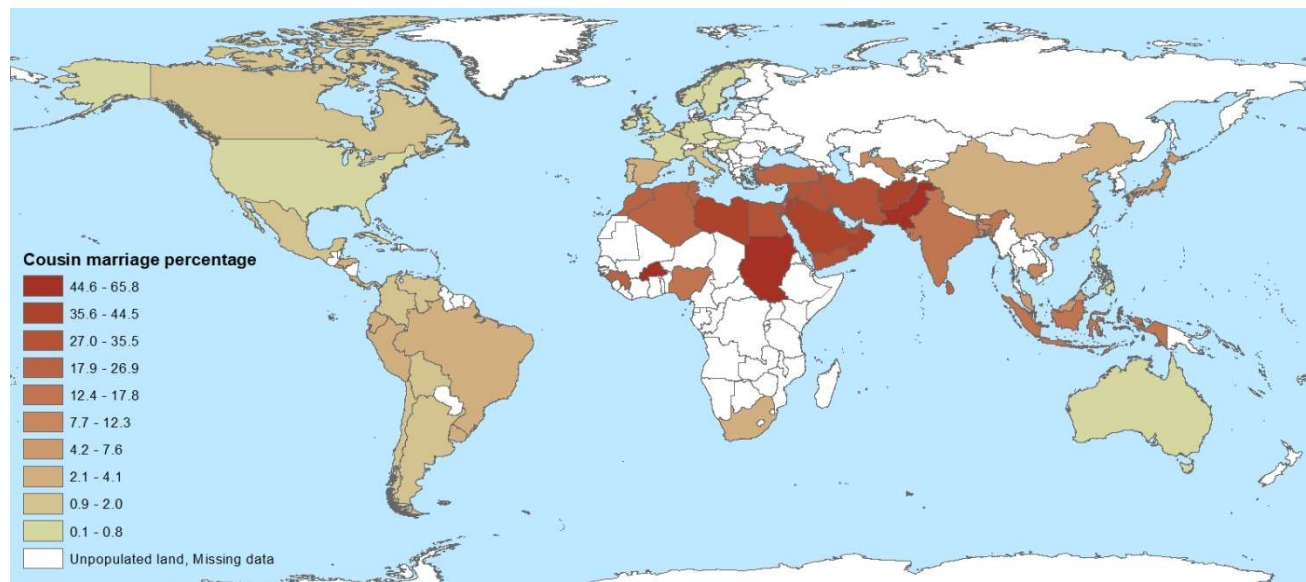 Cousin marriage percentage
44.6 - 65.8
35.6 - 44.5
27.0 - 35.5
17.9 - 26.9
12.4 - 17.8
7.7 - 12.3
4.2 - 7.6
2.1 - 4.1
0.9 - 2.0
0.1 - 0.8
Unpopulated land, Missing data